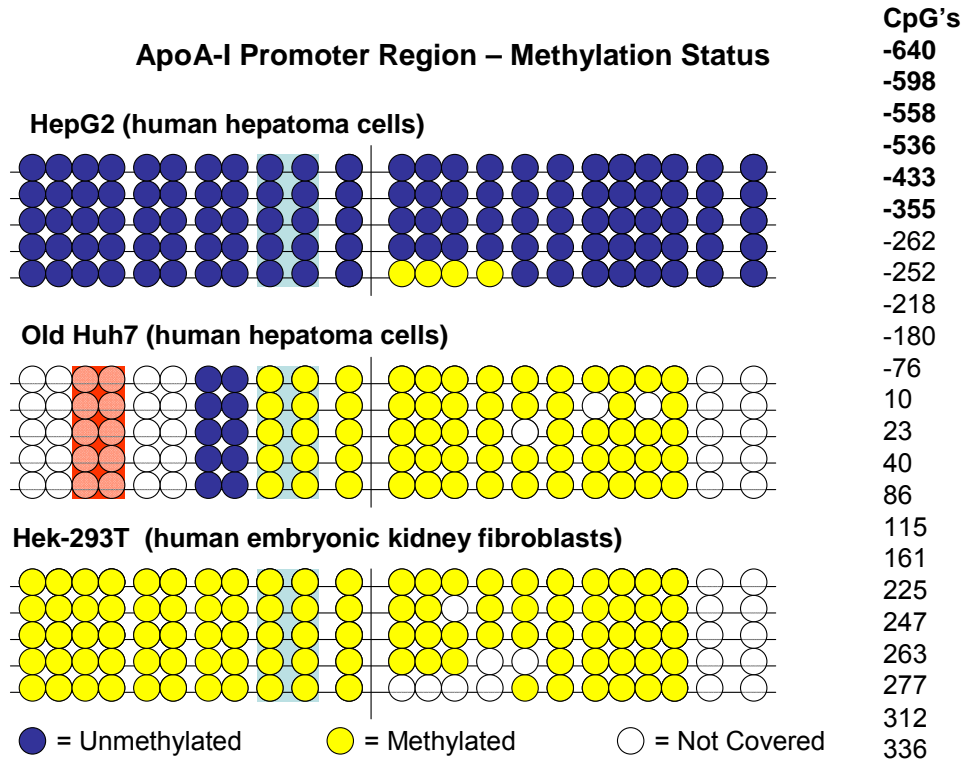 ApoA-I Promoter Region – Methylation Status
HepG2 (human hepatoma cells)
Old Huh7 (human hepatoma cells)
Hek-293T (human embryonic kidney fibroblasts)
= Unmethylated
= Methylated
= Not Covered
CpG's
-640
-598
-558
-536
-433
-355
-262
-252
-218
-180
-76
10
23
40
86
115
161
225
247
263
277
312
336